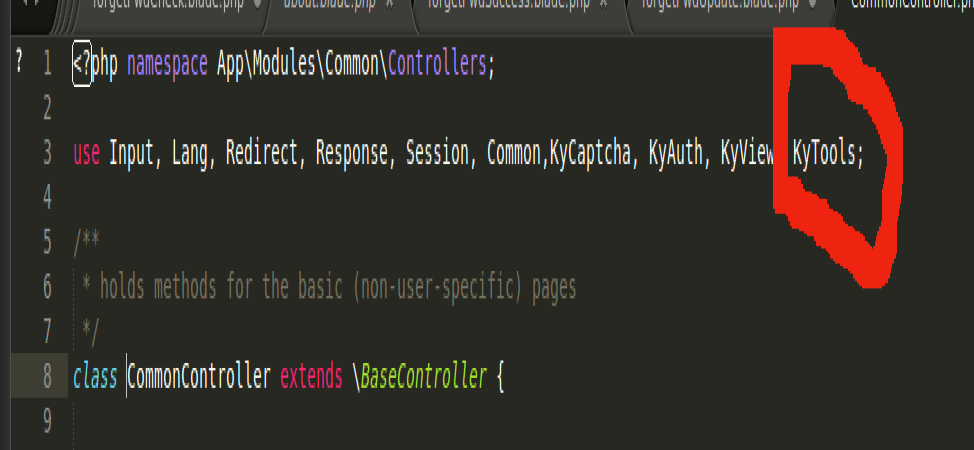 forgetPwdCheck.blade.php about.blade.php × forgetPwdSuccess.blade.php × forgetPwdUpdate.blade.php CommonController.ph
? 1 <?php namespace App\Modules\Common\Controllers;
2
3 use Input, Lang, Redirect, Response, Session, Common,KyCaptcha, KyAuth, KyView KyTools;
4
5 /**
6 * holds methods for the basic (non-user-specific) pages
7 */
8 class CommonController extends \BaseController {
9